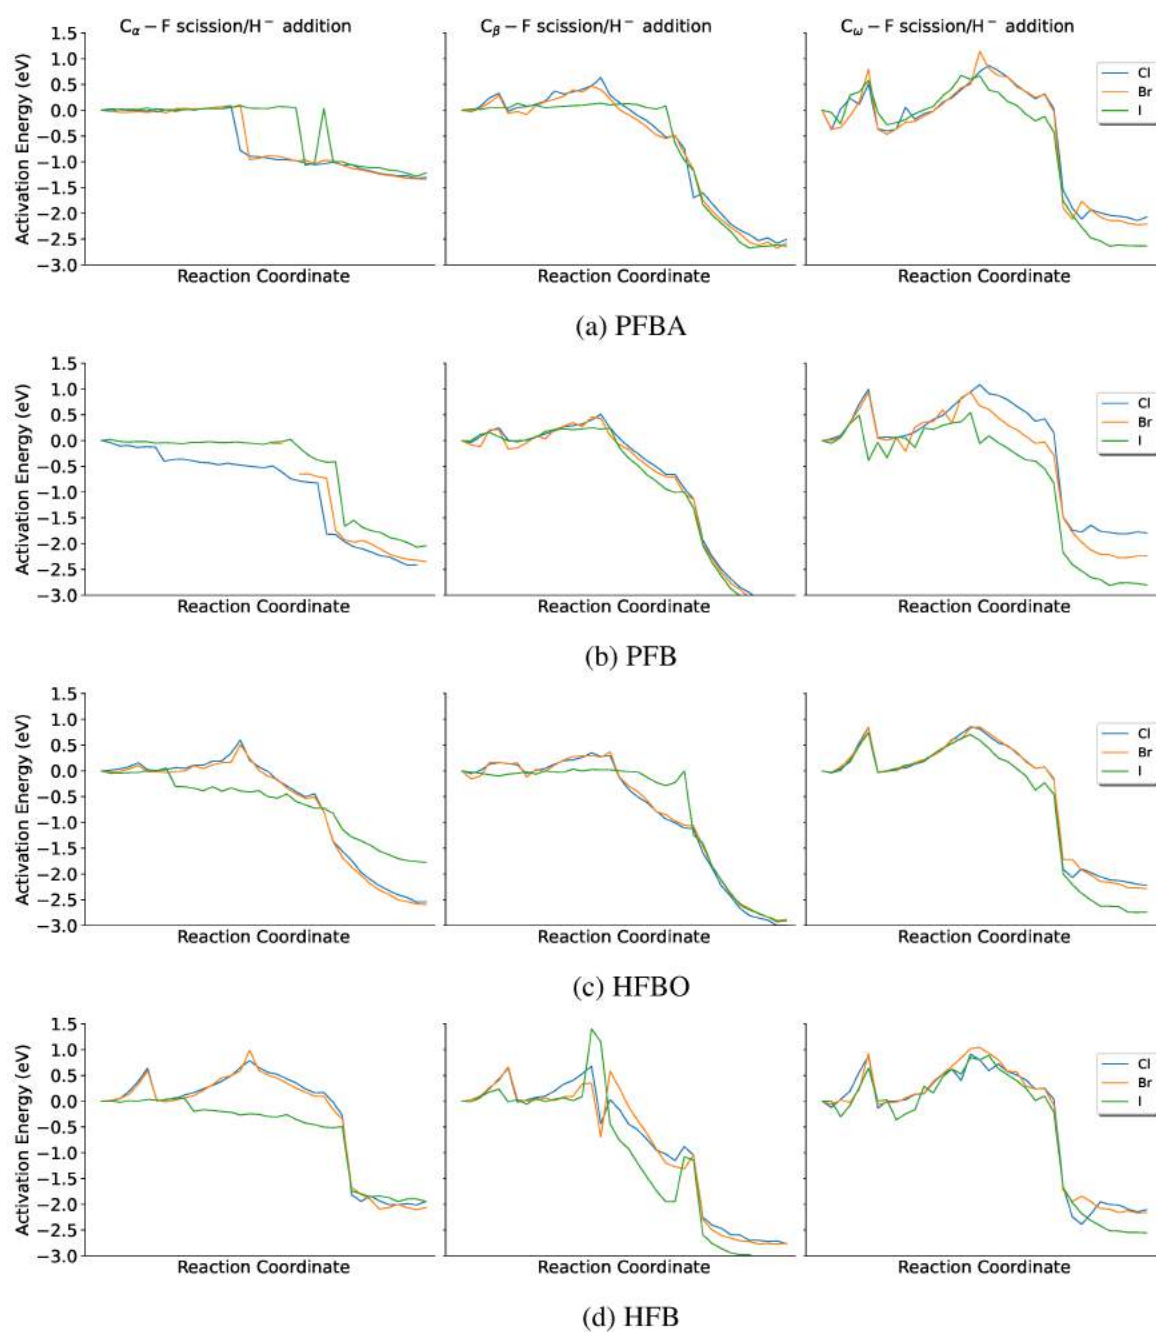 Cα − F scission/H− addition
Cβ − F scission/H− addition
Cω − F scission/H− addition
Activation Energy (eV)
1.5
1.0
0.5
0.0
−0.5
−1.0
−1.5
−2.0
−2.5
−3.0
Cl
Br
I
Reaction Coordinate
Reaction Coordinate
Reaction Coordinate
(a) PFBA
Activation Energy (eV)
1.5
1.0
0.5
0.0
−0.5
−1.0
−1.5
−2.0
−2.5
−3.0
Cl
Br
I
Reaction Coordinate
Reaction Coordinate
Reaction Coordinate
(b) PFB
Activation Energy (eV)
1.5
1.0
0.5
0.0
−0.5
−1.0
−1.5
−2.0
−2.5
−3.0
Cl
Br
I
Reaction Coordinate
Reaction Coordinate
Reaction Coordinate
(c) HFBO
Activation Energy (eV)
1.5
1.0
0.5
0.0
−0.5
−1.0
−1.5
−2.0
−2.5
−3.0
Cl
Br
I
Reaction Coordinate
Reaction Coordinate
Reaction Coordinate
(d) HFB